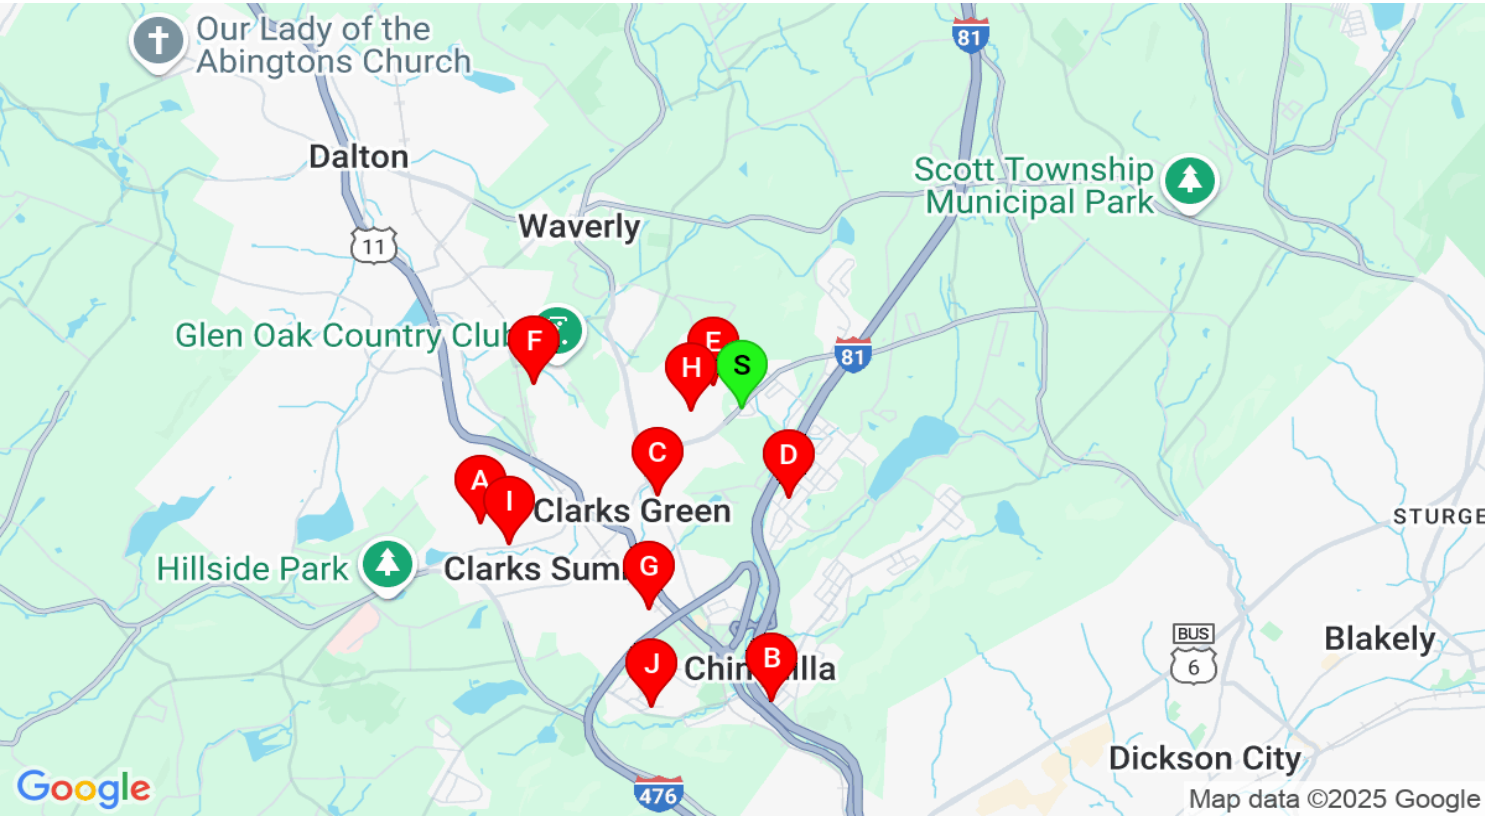 Our Lady of the
Abingtons Church
81
Dalton
Scott Township
Municipal Park
Waverly
11
Glen Oak Country Club
F
E
H
S
81
C
D
A
I
Clarks Green
STURGE
Hillside Park
Clarks Sum
G
BUS
6
Blakely
J
Chin
B
illa
Dickson City
Google
476
Map data ©2025 Google